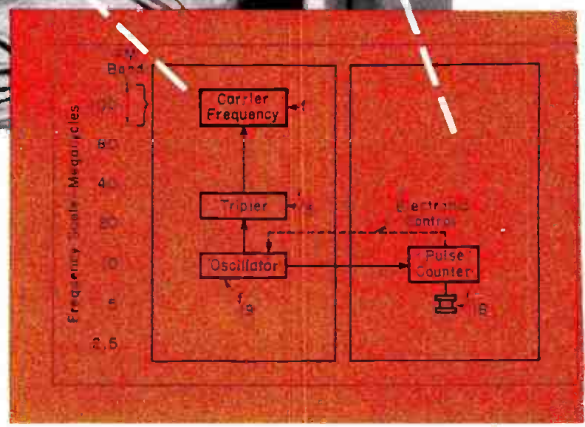 FM
Band
100
80
40
20
10
5
2.5
Frequency Scale Megacycles
Carrier
Frequency
f
Tripler
Oscillator
f
9
Electronic
Control
Pulse
Counter
f
18